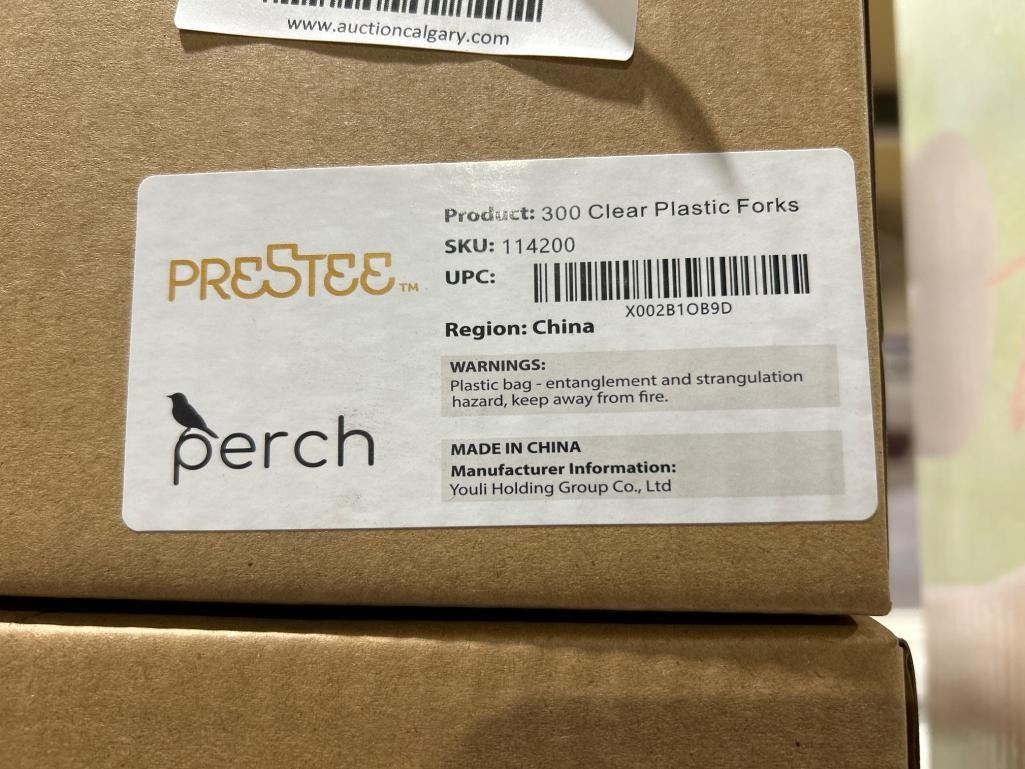 www.auctioncalgary.com
PRESTEE™
Product: 300 Clear Plastic Forks
SKU: 114200
UPC:
X002B1OB9D
Region: China
WARNINGS:
Plastic bag - entanglement and strangulation
hazard, keep away from fire.
perch
MADE IN CHINA
Manufacturer Information:
Youli Holding Group Co., Ltd